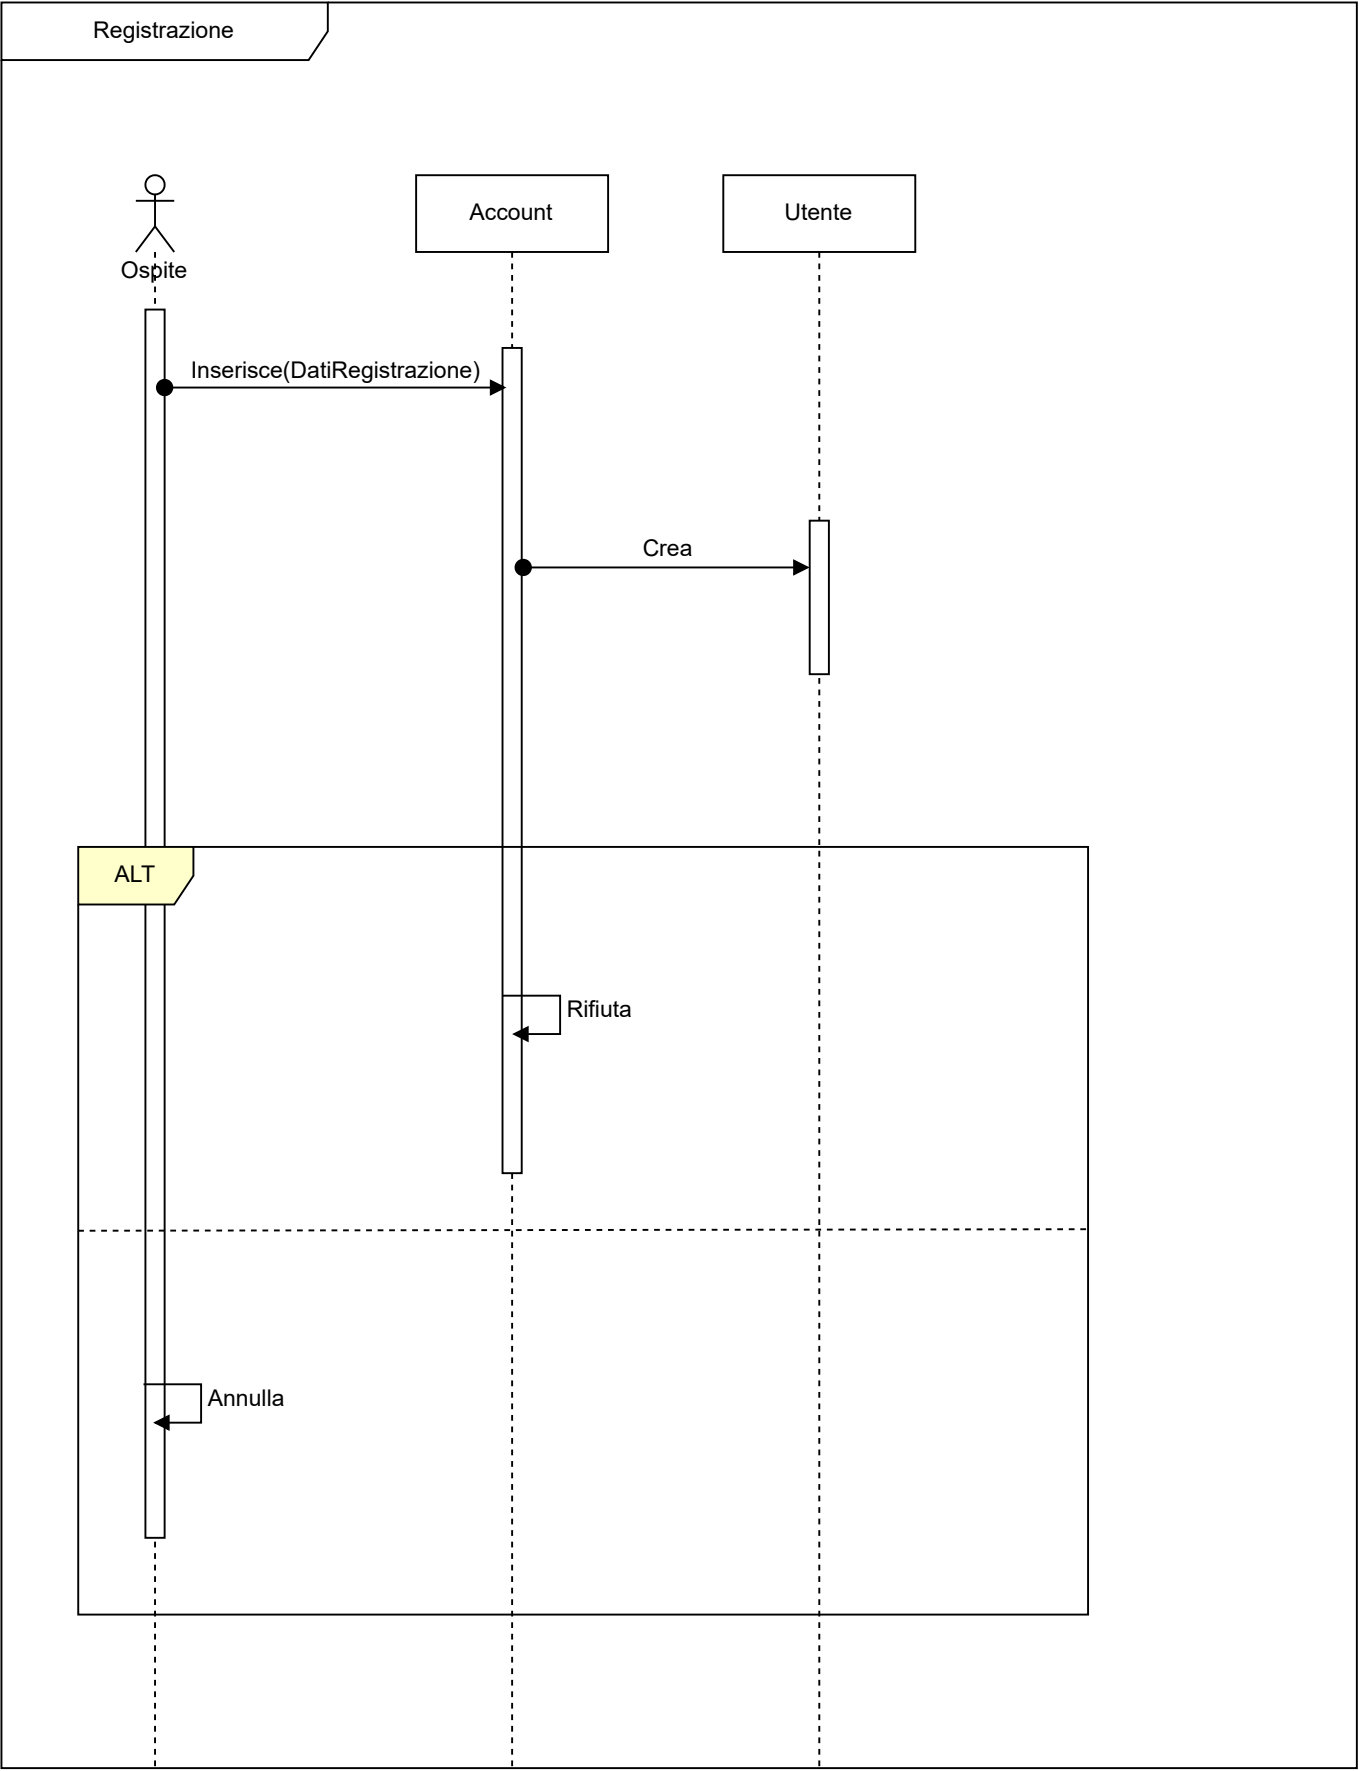 Registrazione
Ospite
Account
Utente
Inserisce(DatiRegistrazione)
Crea
ALT
Rifiuta
Annulla